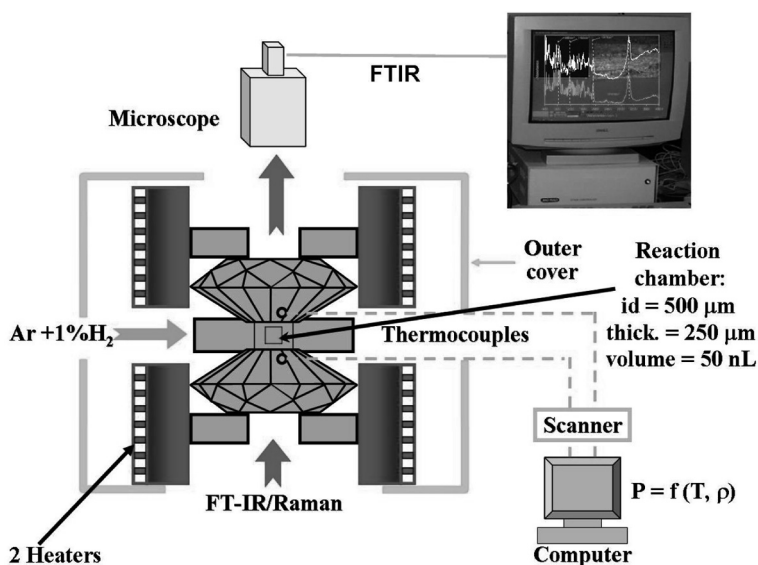 FTIR
Microscope
Outer
cover
Reaction
chamber:
id = 500 μm
thick. = 250 μm
volume = 50 nL
Ar +1%H₂
Thermocouples
Scanner
FT-IR/Raman
P = f (T, ρ)
2 Heaters
Computer